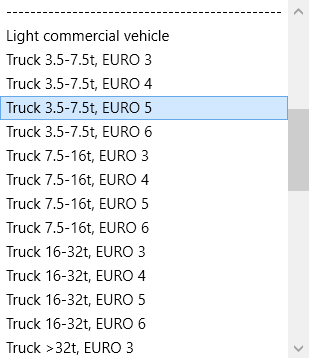 ------------------------------------------
Light commercial vehicle
Truck 3.5-7.5t, EURO 3
Truck 3.5-7.5t, EURO 4
Truck 3.5-7.5t, EURO 5
Truck 3.5-7.5t, EURO 6
Truck 7.5-16t, EURO 3
Truck 7.5-16t, EURO 4
Truck 7.5-16t, EURO 5
Truck 7.5-16t, EURO 6
Truck 16-32t, EURO 3
Truck 16-32t, EURO 4
Truck 16-32t, EURO 5
Truck 16-32t, EURO 6
Truck >32t, EURO 3